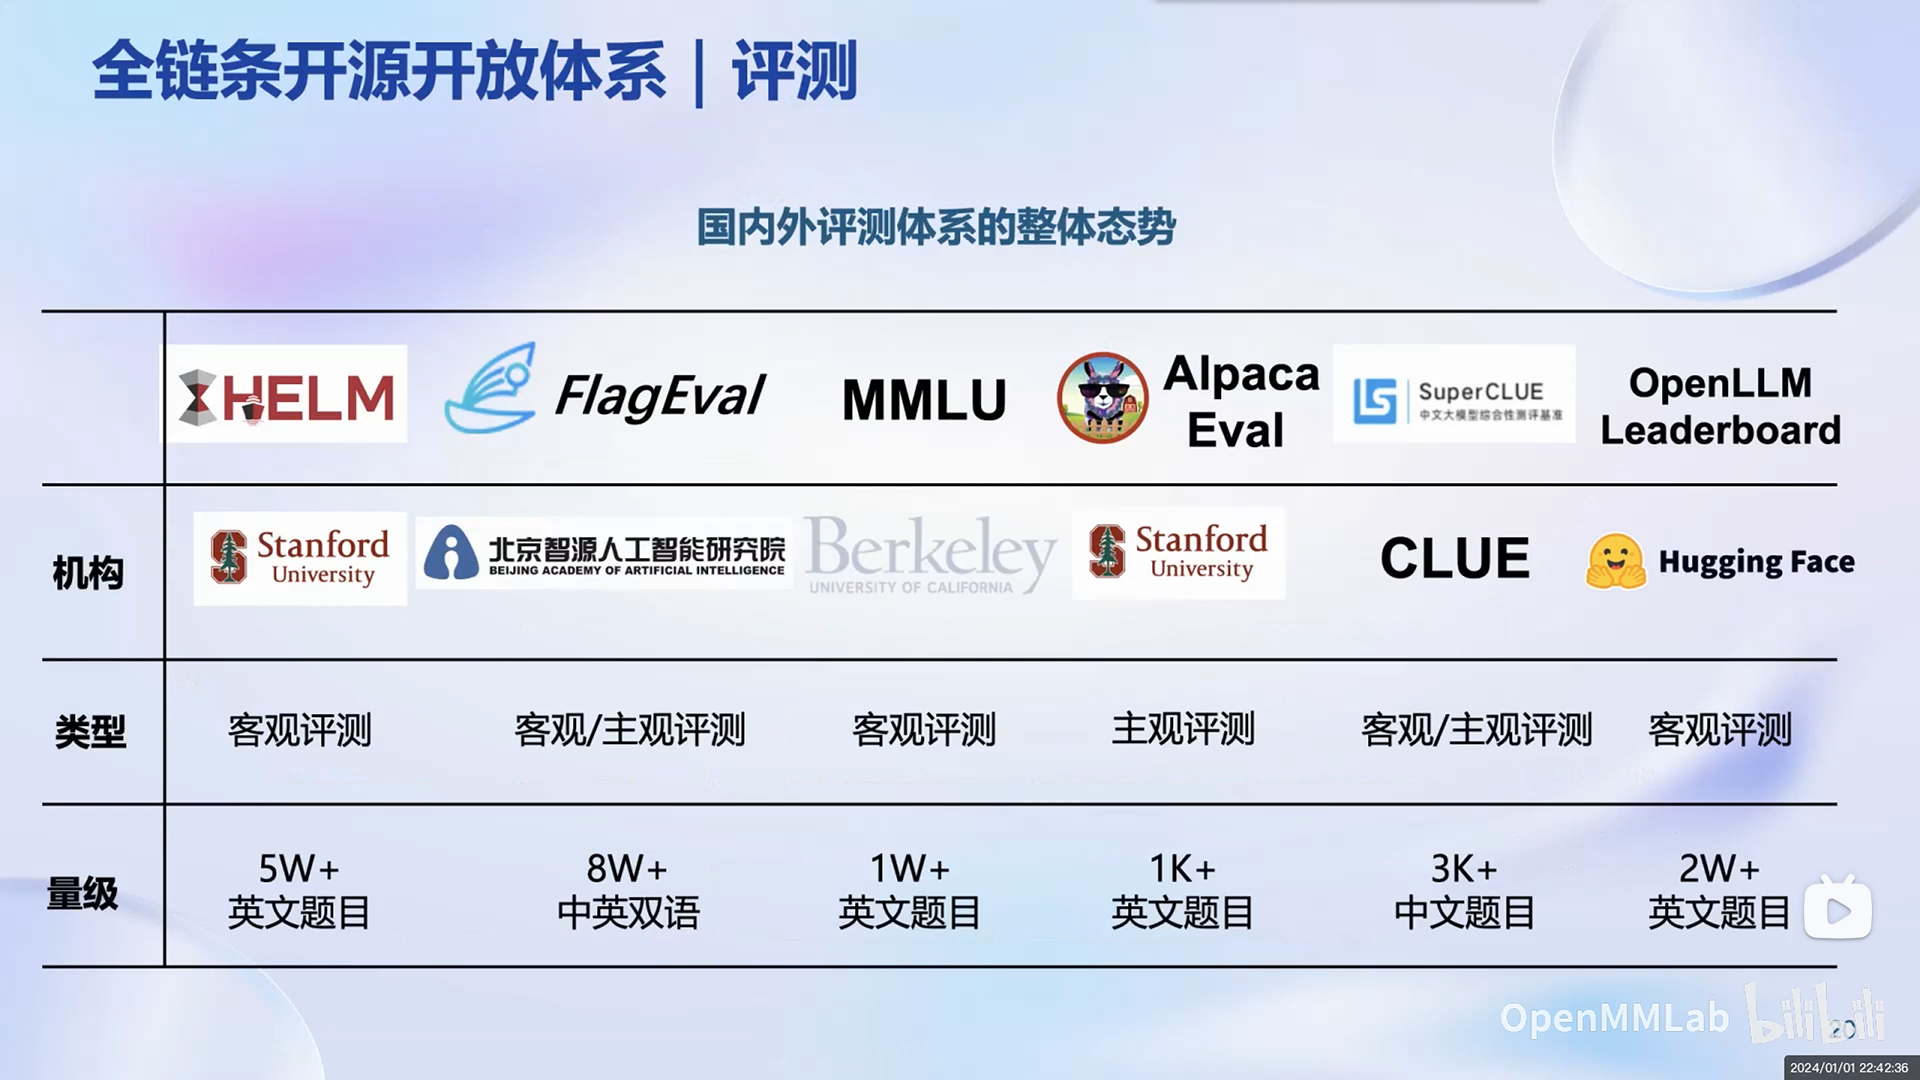 全链条开源开放体系 | 评测
国内外评测体系的整体态势
HELM
FlagEval
MMLU
Alpaca
Eval
SuperCLUE
中文大模型综合性测评基准
OpenLLM
Leaderboard
机构
Stanford
University
北京智源人工智能研究院
BEIJING ACADEMY OF ARTIFICIAL INTELLIGENCE
Berkeley
UNIVERSITY OF CALIFORNIA
Stanford
University
CLUE
Hugging Face
类型
客观评测
客观/主观评测
客观评测
主观评测
客观/主观评测
客观评测
量级
5W+
英文题目
8W+
中英双语
1W+
英文题目
1K+
英文题目
3K+
中文题目
2W+
英文题目
OpenMMLab
bilibili
20
2024/01/01 22:42:36